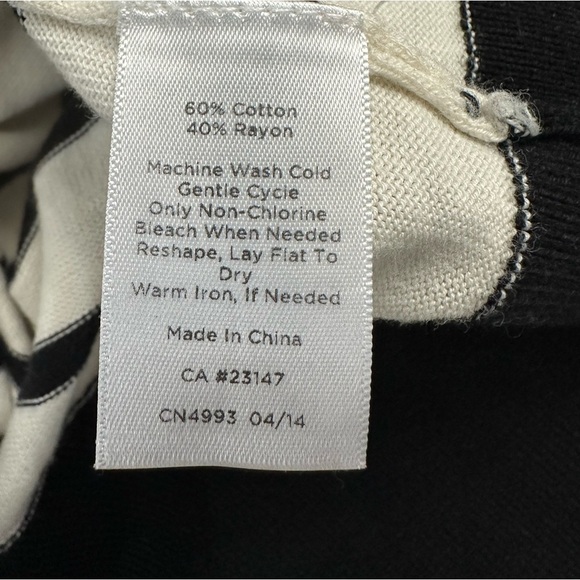 60% Cotton
40% Rayon
Machine Wash Cold
Gentle Cycle
Only Non-Chlorine
Bleach When Needed
Reshape, Lay Flat To
Dry
Warm Iron, If Needed
Made In China
CA #23147
CN4993 04/14